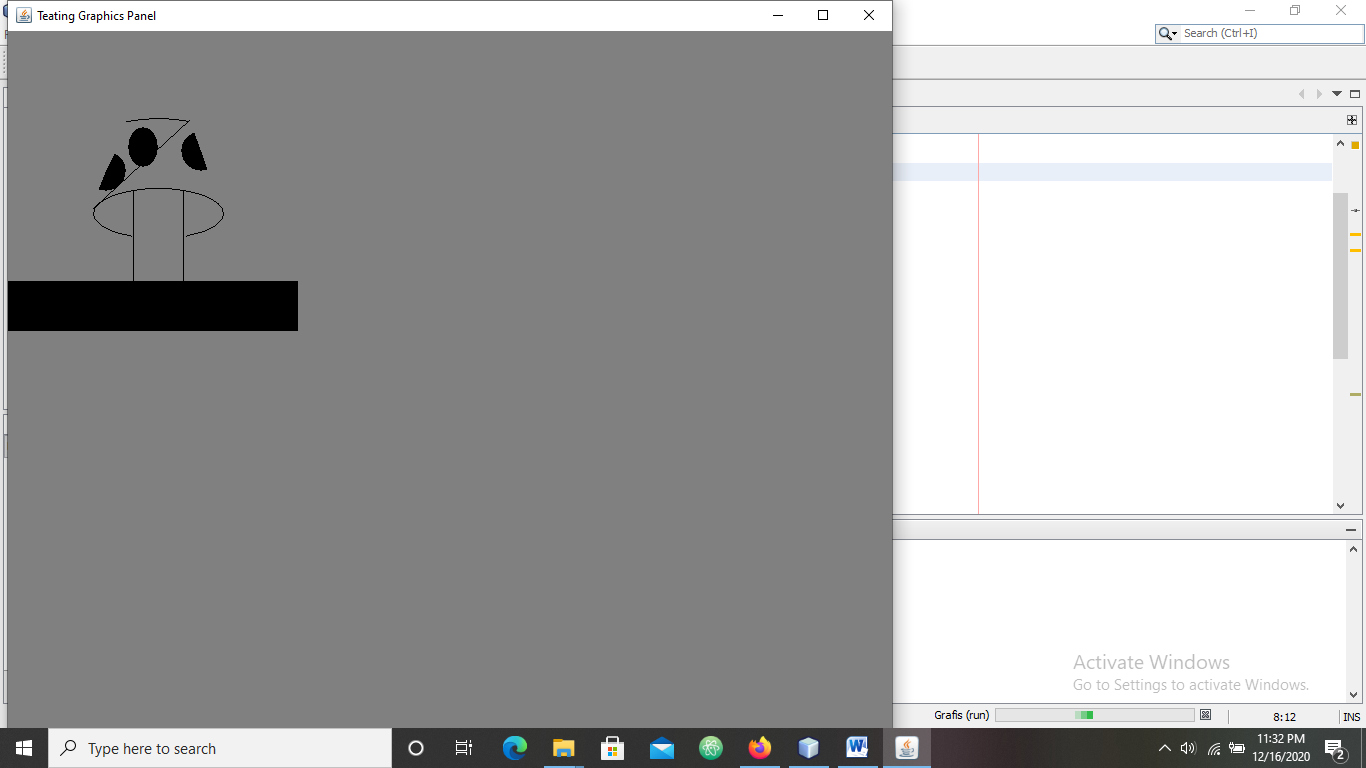 Teating Graphics Panel
Search (Ctrl+I)
Activate Windows
Go to Settings to activate Windows.
Grafis (run)
8:12
INS
Type here to search
11:32 PM
12/16/2020
2